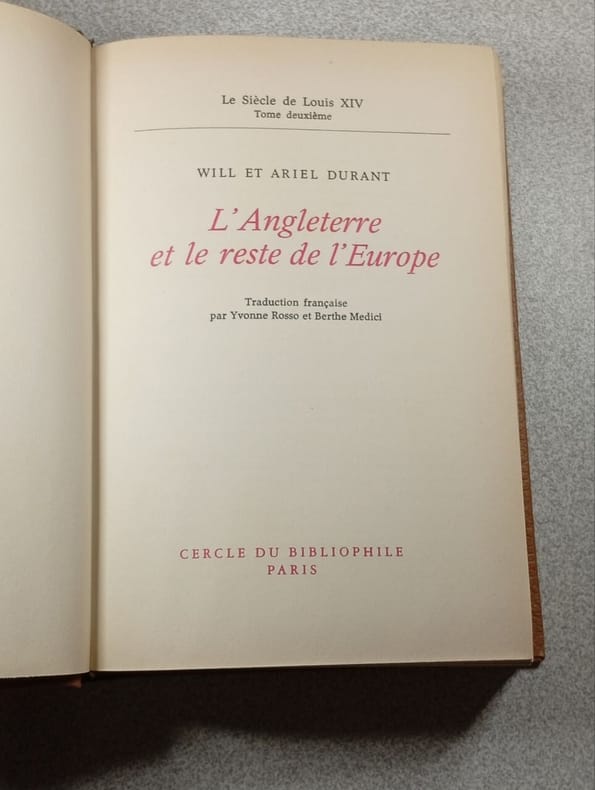 Le Siècle de Louis XIV
Tome deuxième
WILL ET ARIEL DURANT
L'Angleterre
et le reste de l'Europe
Traduction française
par Yvonne Rosso et Berthe Medici
CERCLE DU BIBLIOPHILE
PARIS